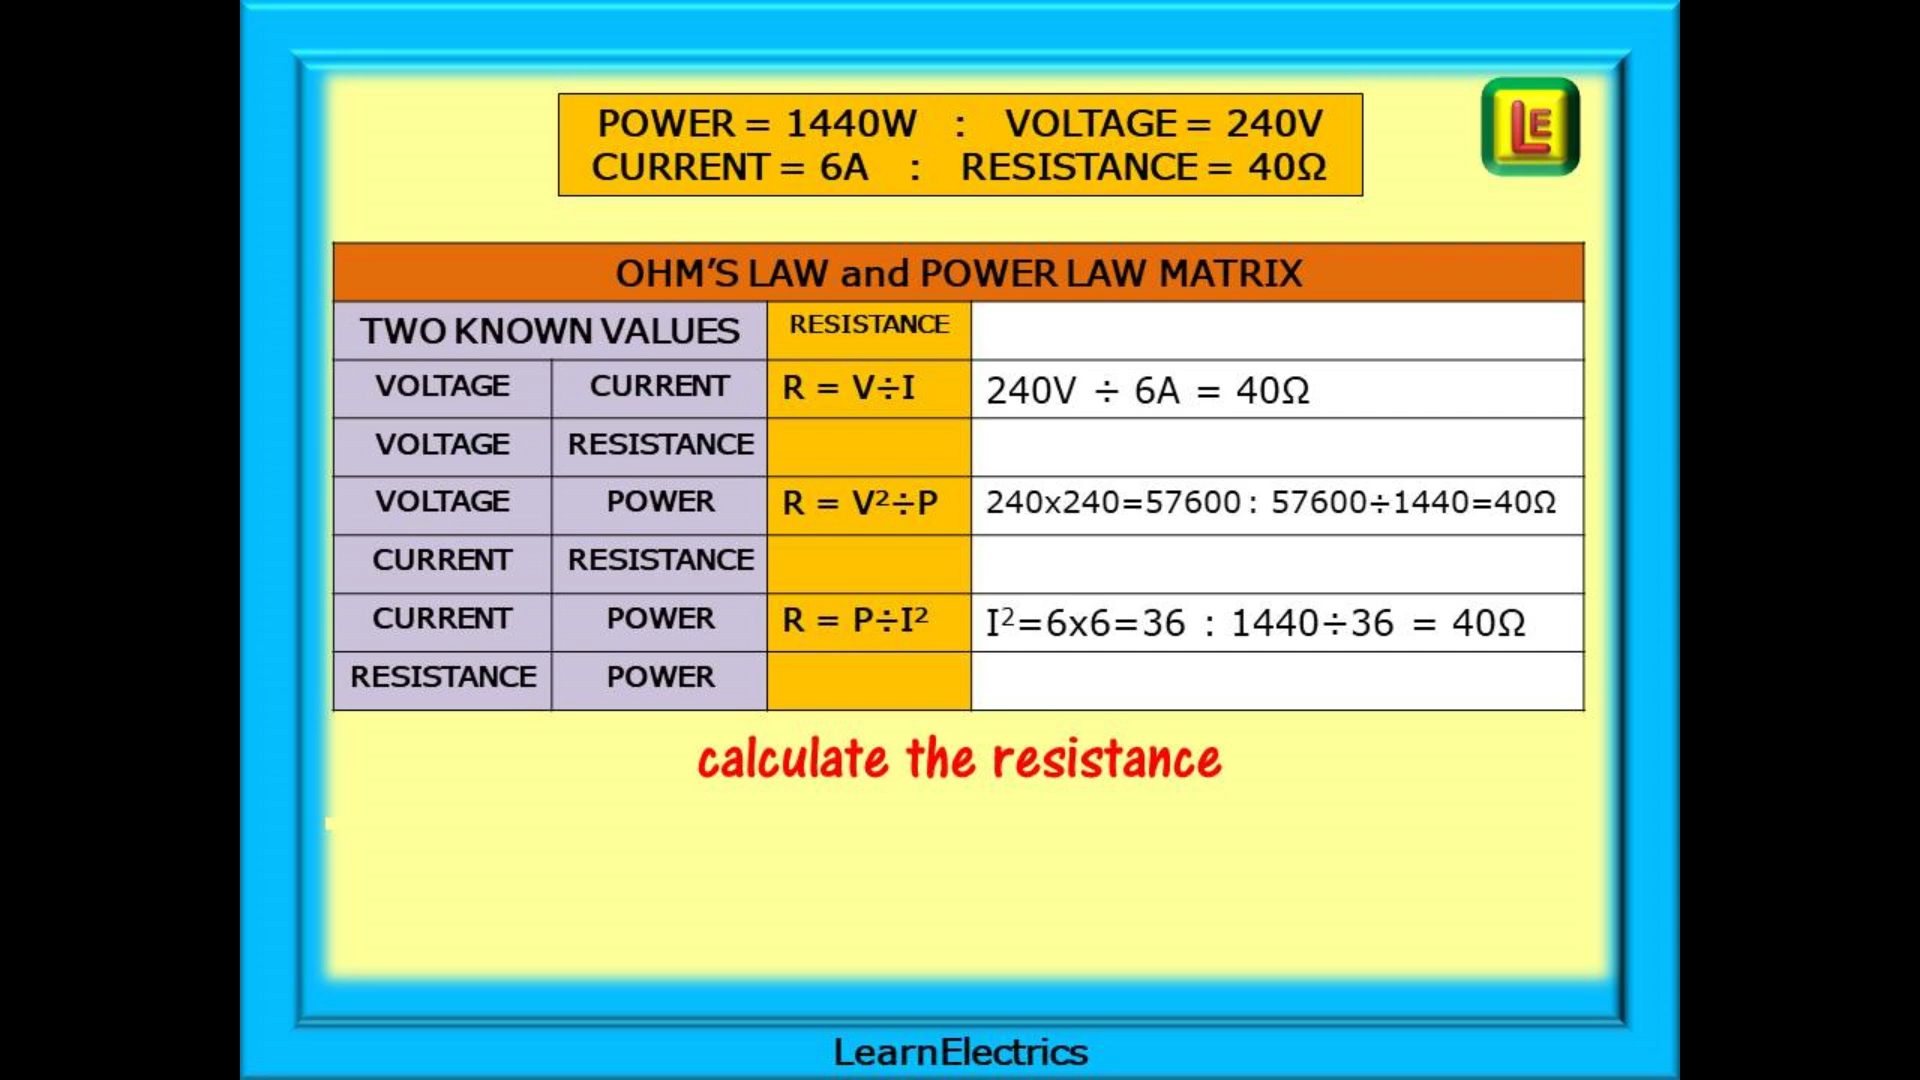 POWER = 1440W : VOLTAGE = 240V
CURRENT = 6A : RESISTANCE = 40Ω
LE
OHM'S LAW and POWER LAW MATRIX
TWO KNOWN VALUES RESISTANCE
VOLTAGE CURRENT R = V÷I 240V ÷ 6A = 40Ω
VOLTAGE RESISTANCE
VOLTAGE POWER R = V²÷P 240x240=57600 : 57600÷1440=40Ω
CURRENT RESISTANCE
CURRENT POWER R = P÷I² I²=6x6=36 : 1440÷36 = 40Ω
RESISTANCE POWER
calculate the resistance
LearnElectrics